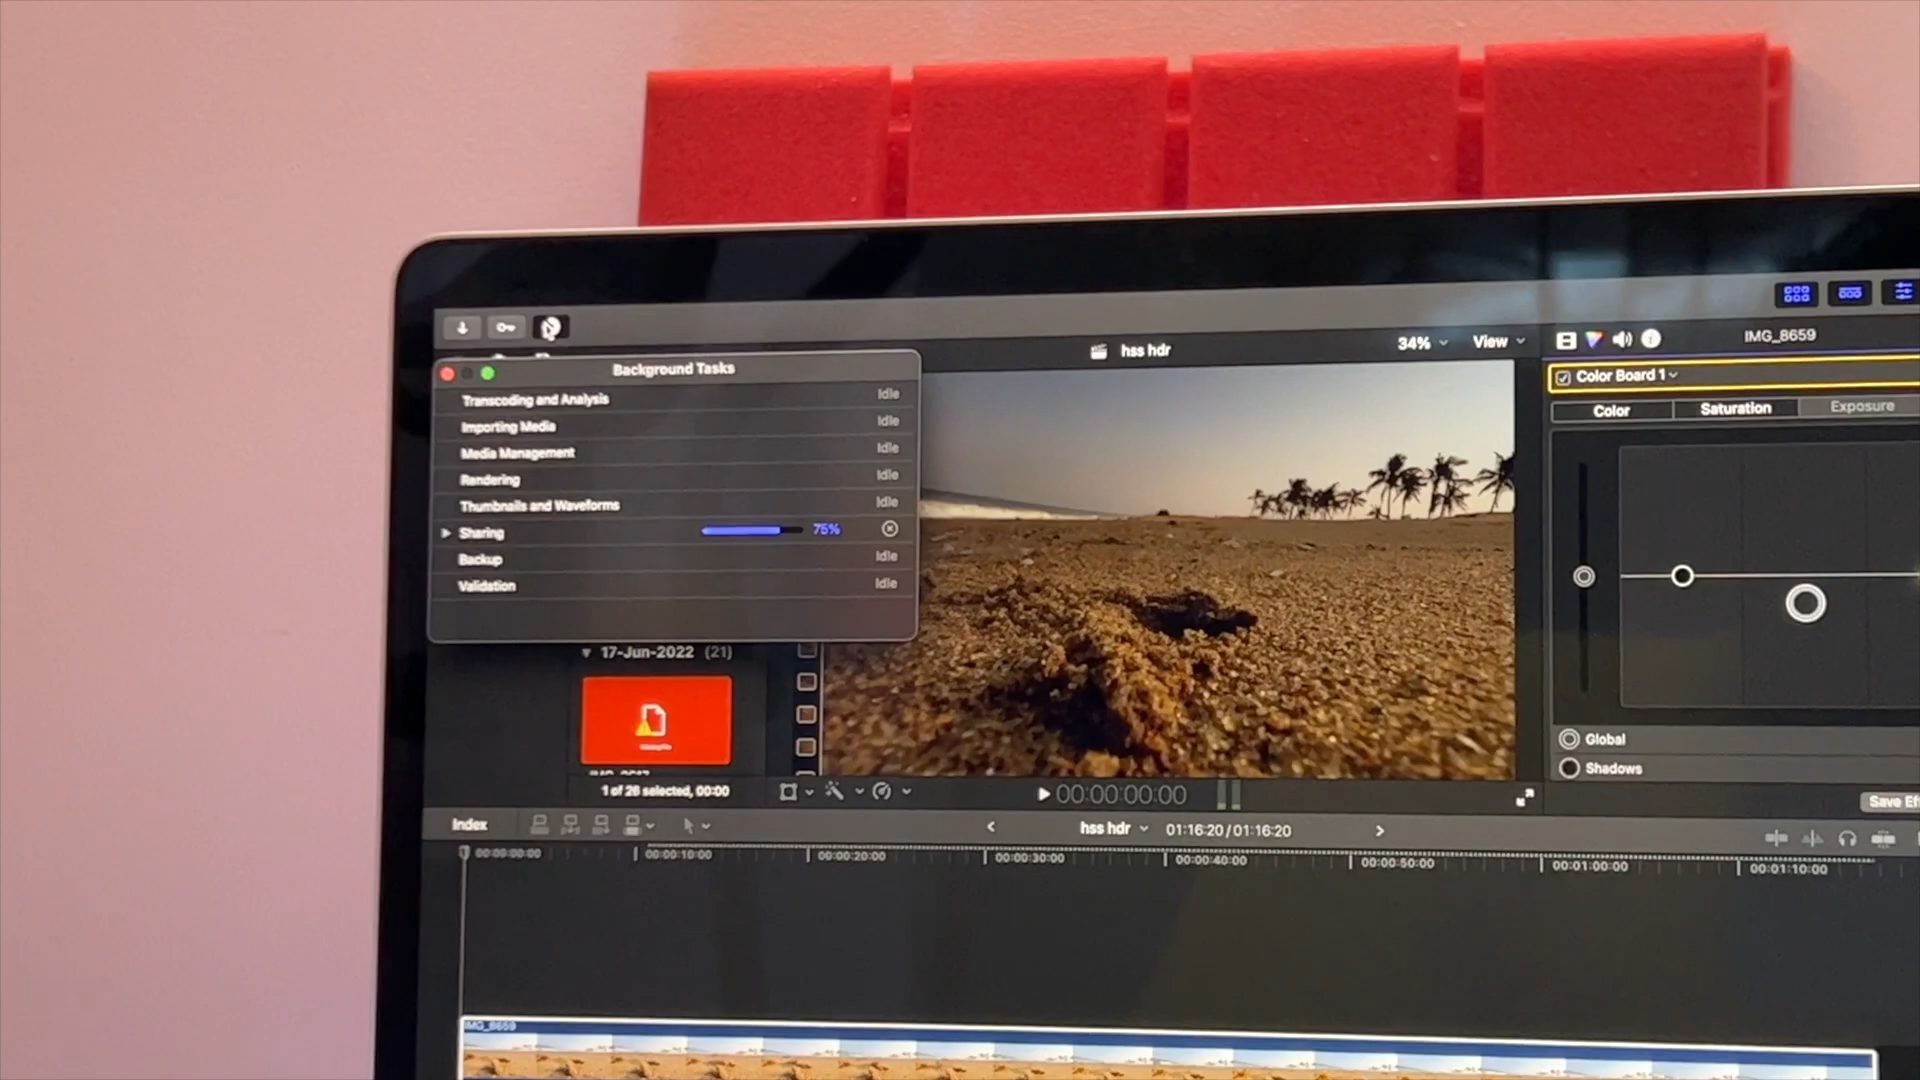 hss hdr
34%
View
IMG_8659
Background Tasks
Transcoding and Analysis Idle
Importing Media Idle
Media Management Idle
Rendering Idle
Thumbnails and Waveforms Idle
Sharing 75%
Backup Idle
Validation Idle
Color Board 1
Color Saturation Exposure
Global
Shadows
17-Jun-2022 (21)
1 of 26 selected, 00:00
00:00:00:00
Save Ef
Index
hss hdr
01:16:20 / 01:16:20
00:00:00:00
00:00:10:00
00:00:20:00
00:00:30:00
00:00:40:00
00:00:50:00
00:01:00:00
00:01:10:00
IMG_8659